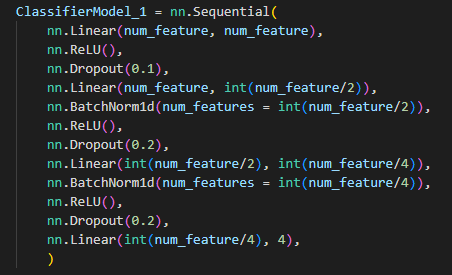 ClassifierModel_1 = nn.Sequential(
    nn.Linear(num_feature, num_feature),
    nn.ReLU(),
    nn.Dropout(0.1),
    nn.Linear(num_feature, int(num_feature/2)),
    nn.BatchNorm1d(num_features = int(num_feature/2)),
    nn.ReLU(),
    nn.Dropout(0.2),
    nn.Linear(int(num_feature/2), int(num_feature/4)),
    nn.BatchNorm1d(num_features = int(num_feature/4)),
    nn.ReLU(),
    nn.Dropout(0.2),
    nn.Linear(int(num_feature/4), 4),
    )